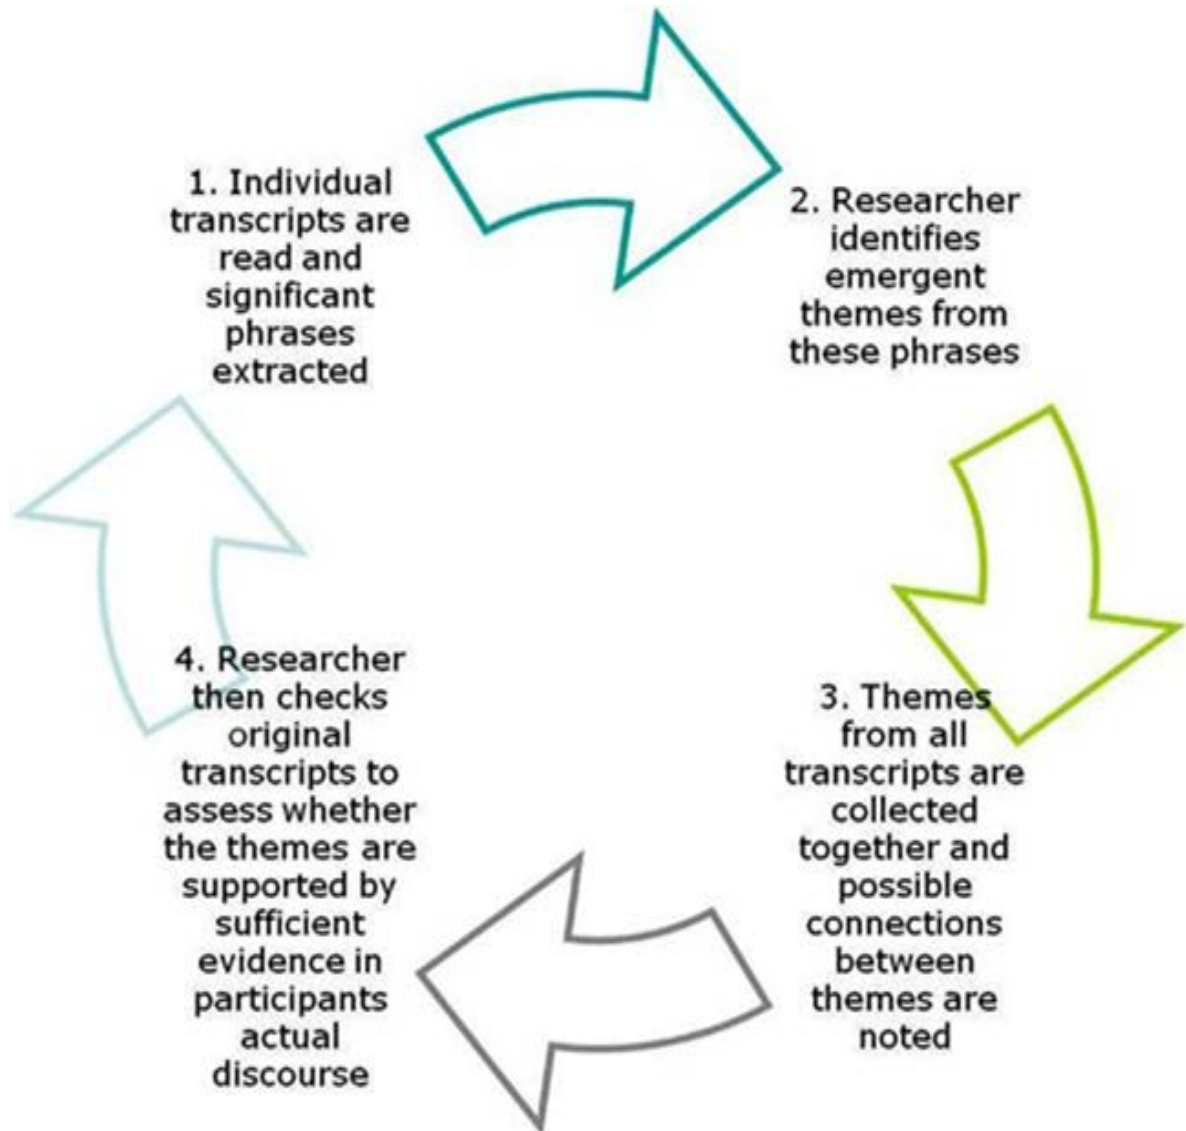 1. Individual
transcripts are
read and
significant
phrases
extracted
2. Researcher
identifies
emergent
themes from
these phrases
3. Themes
from all
transcripts are
collected
together and
possible
connections
between
themes are
noted
4. Researcher
then checks
original
transcripts to
assess whether
the themes are
supported by
sufficient
evidence in
participants
actual
discourse